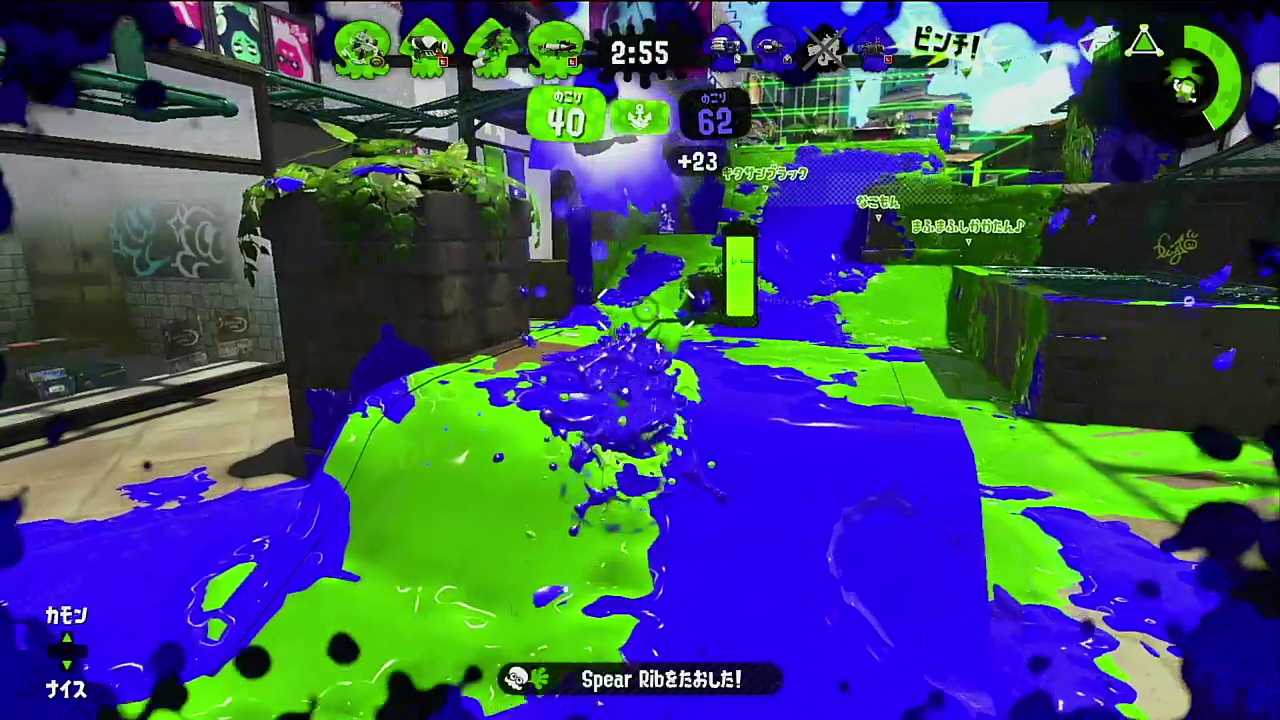 2:55
ピンチ!
のこり
40
のこり
62
+23
キタサンブラック
なごもん
まふまふしかかたん♪
カモン
ナイス
Spear Ribをたおした!